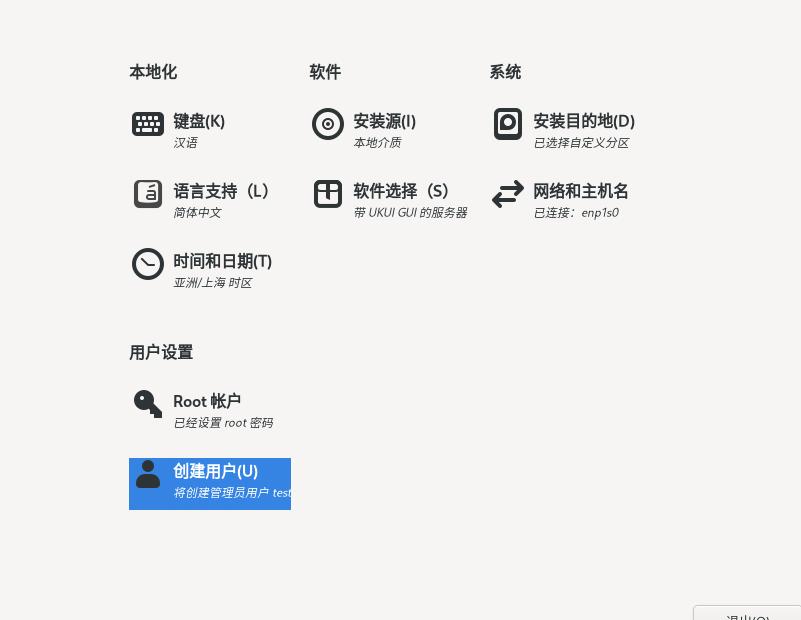 本地化
软件
系统
键盘(K)
汉语
安装源(I)
本地介质
安装目的地(D)
已选择自定义分区
语言支持（L）
简体中文
软件选择（S）
带 UKUI GUI 的服务器
网络和主机名
已连接：enp1s0
时间和日期(T)
亚洲/上海 时区
用户设置
Root 帐户
已经设置 root 密码
创建用户(U)
将创建管理员用户 test